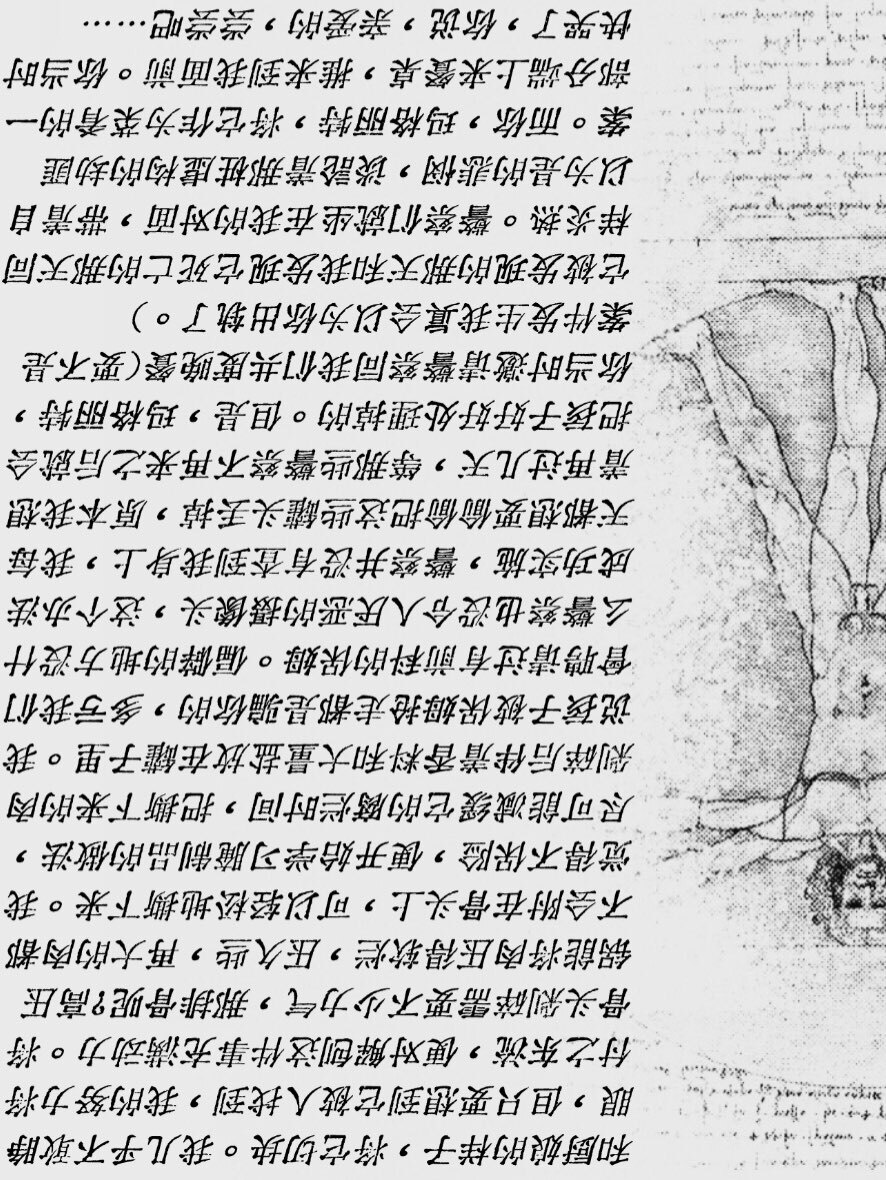 和厨娘的样子，将它切块。我几乎不敢睁
眼，但只要想到它被人找到，我的努力将
付之东流，便对解刨这件事充满动力。将
骨头剁碎需要不少力气，那排骨呢?高压
锅能将肉压得软烂，压久些，再大的肉都
不会附在骨头上，可以轻松地撕下来。我
觉得不保险，便开始学习腌制品的做法，
尽可能减缓它的腐烂时间，把撕下来的肉
剁碎后伴着香料和大量盐放在罐子里。我
说孩子被保姆抢走都是骗你的，多亏我们
曾聘请过有前科的保姆。偏僻的地方没什
么警察也没令人厌恶的摄像头，这个办法
成功实施，警察并没有查到我身上，我每
天都想要偷偷把这些罐头丢掉，原本我想
着再过几天，等那些警察不再来之后就会
把孩子好好处理掉的。但是，玛格丽特，
你当时邀请警察同我们共度晚餐(要不是
案件发生我真会以为你出轨了。)
它被发现的那天和我发现它死亡的那天同
样炎热。警察们就坐在我的对面，带着自
以为是的悲悯，谈論着那桩虚构的劫匪
案。而你，玛格丽特，将它作为菜肴的一
部分端上来餐桌，推来到我面前。你当时
快哭了，你说，亲爱的，尝尝吧……